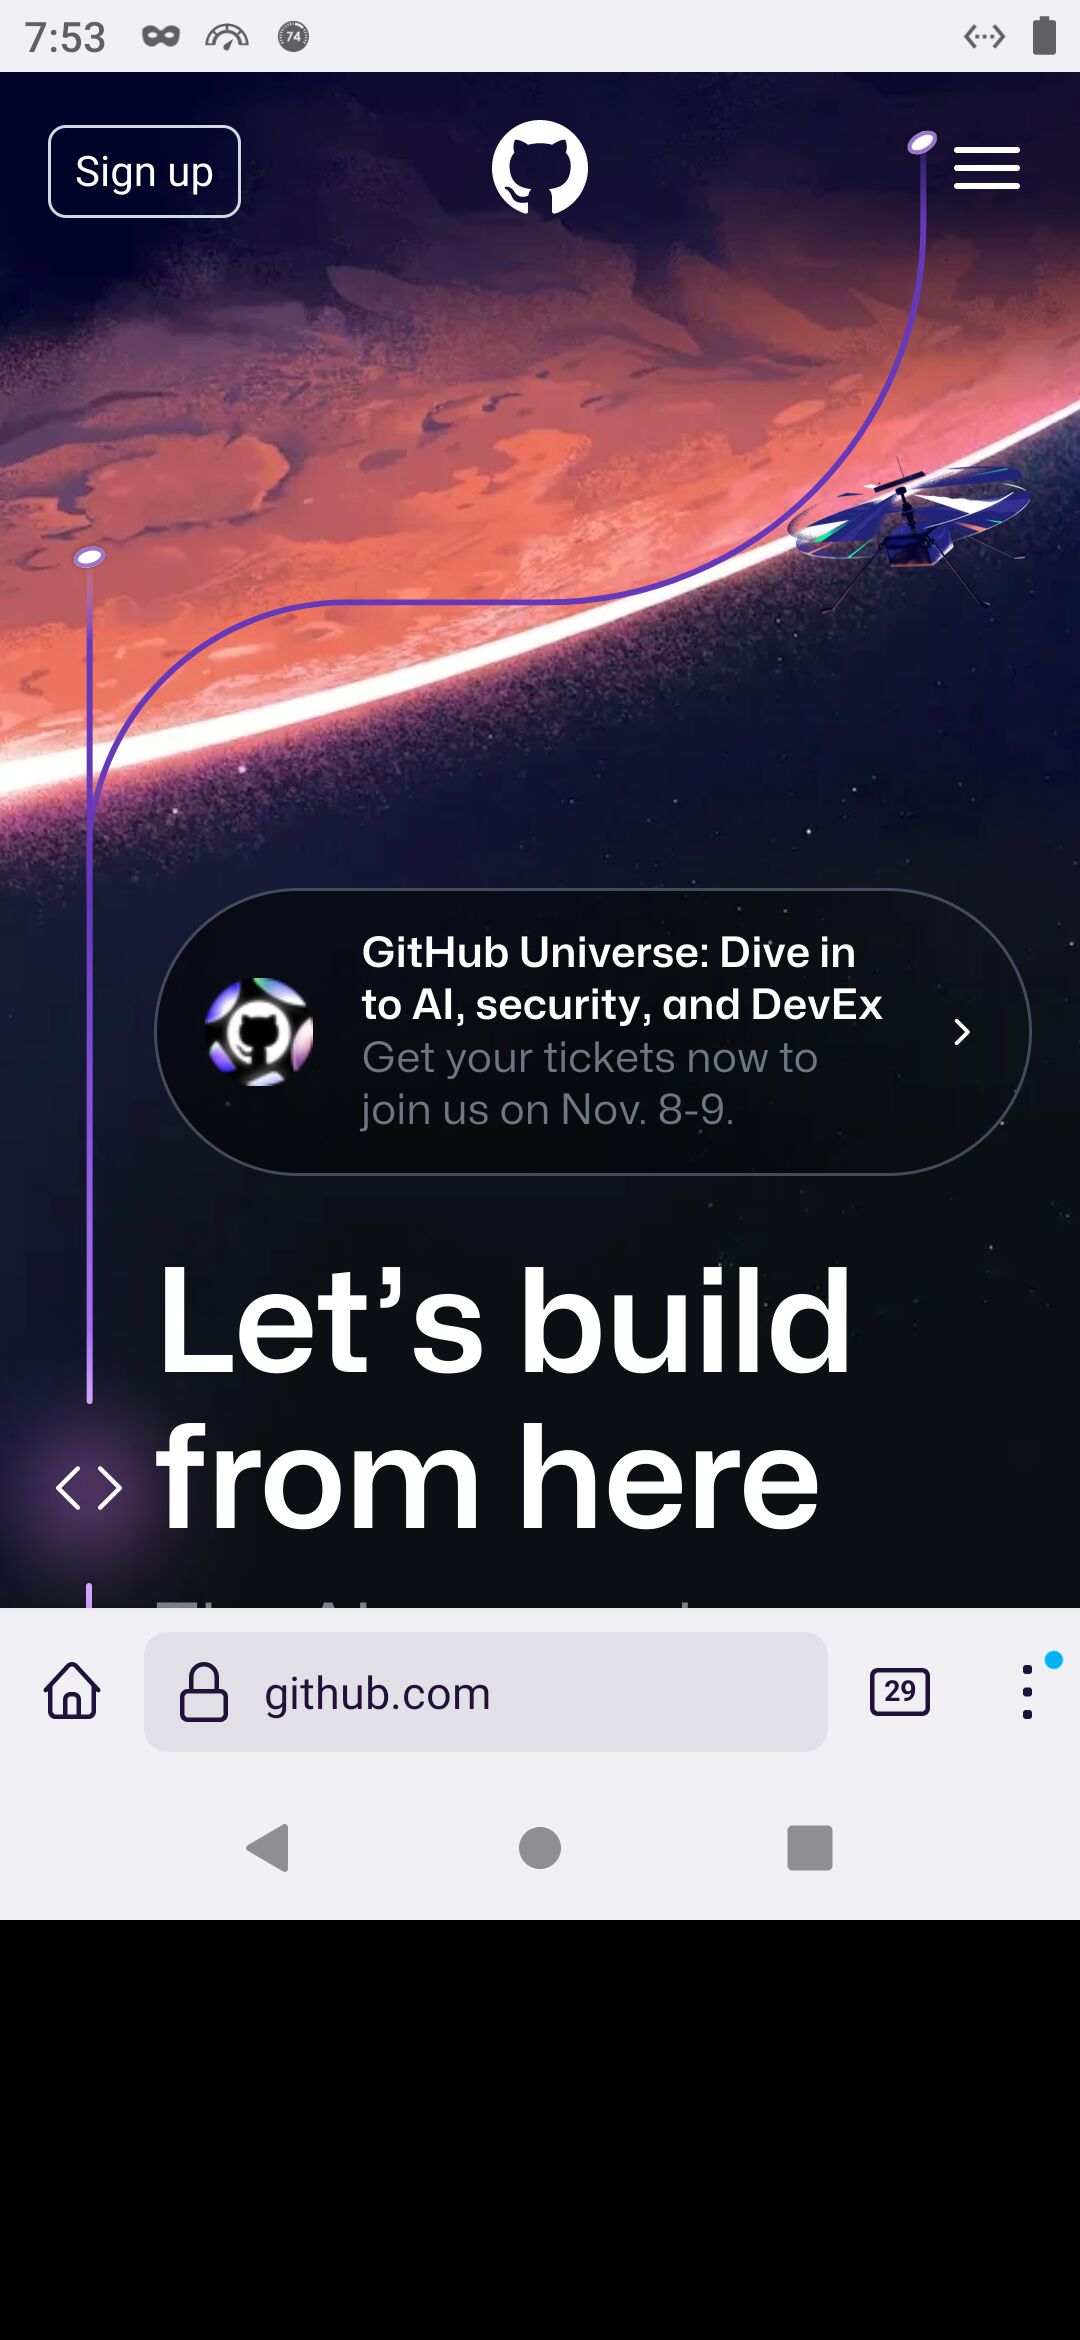 7:53
74
Sign up
GitHub Universe: Dive in
to AI, security, and DevEx
Get your tickets now to
join us on Nov. 8-9.
Let’s build
from here
github.com
29